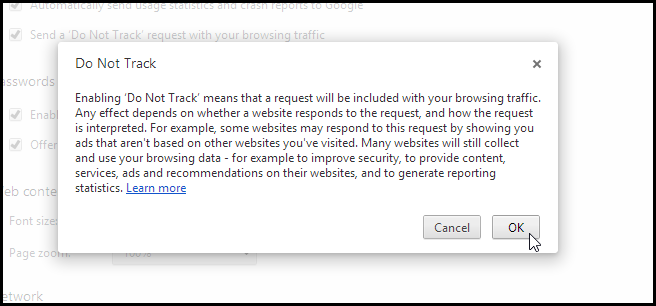 Automatically send usage statistics and crash reports to Google
Send a 'Do Not Track' request with your browsing traffic
Do Not Track
Enabling 'Do Not Track' means that a request will be included with your browsing traffic.
Any effect depends on whether a website responds to the request, and how the request
is interpreted. For example, some websites may respond to this request by showing you
ads that aren't based on other websites you've visited. Many websites will still collect
and use your browsing data - for example to improve security, to provide content,
services, ads and recommendations on their websites, and to generate reporting
statistics. Learn more
Cancel OK
asswords
Enabl
Offer
eb conte
Font size:
Page zoom: 100%
etwork